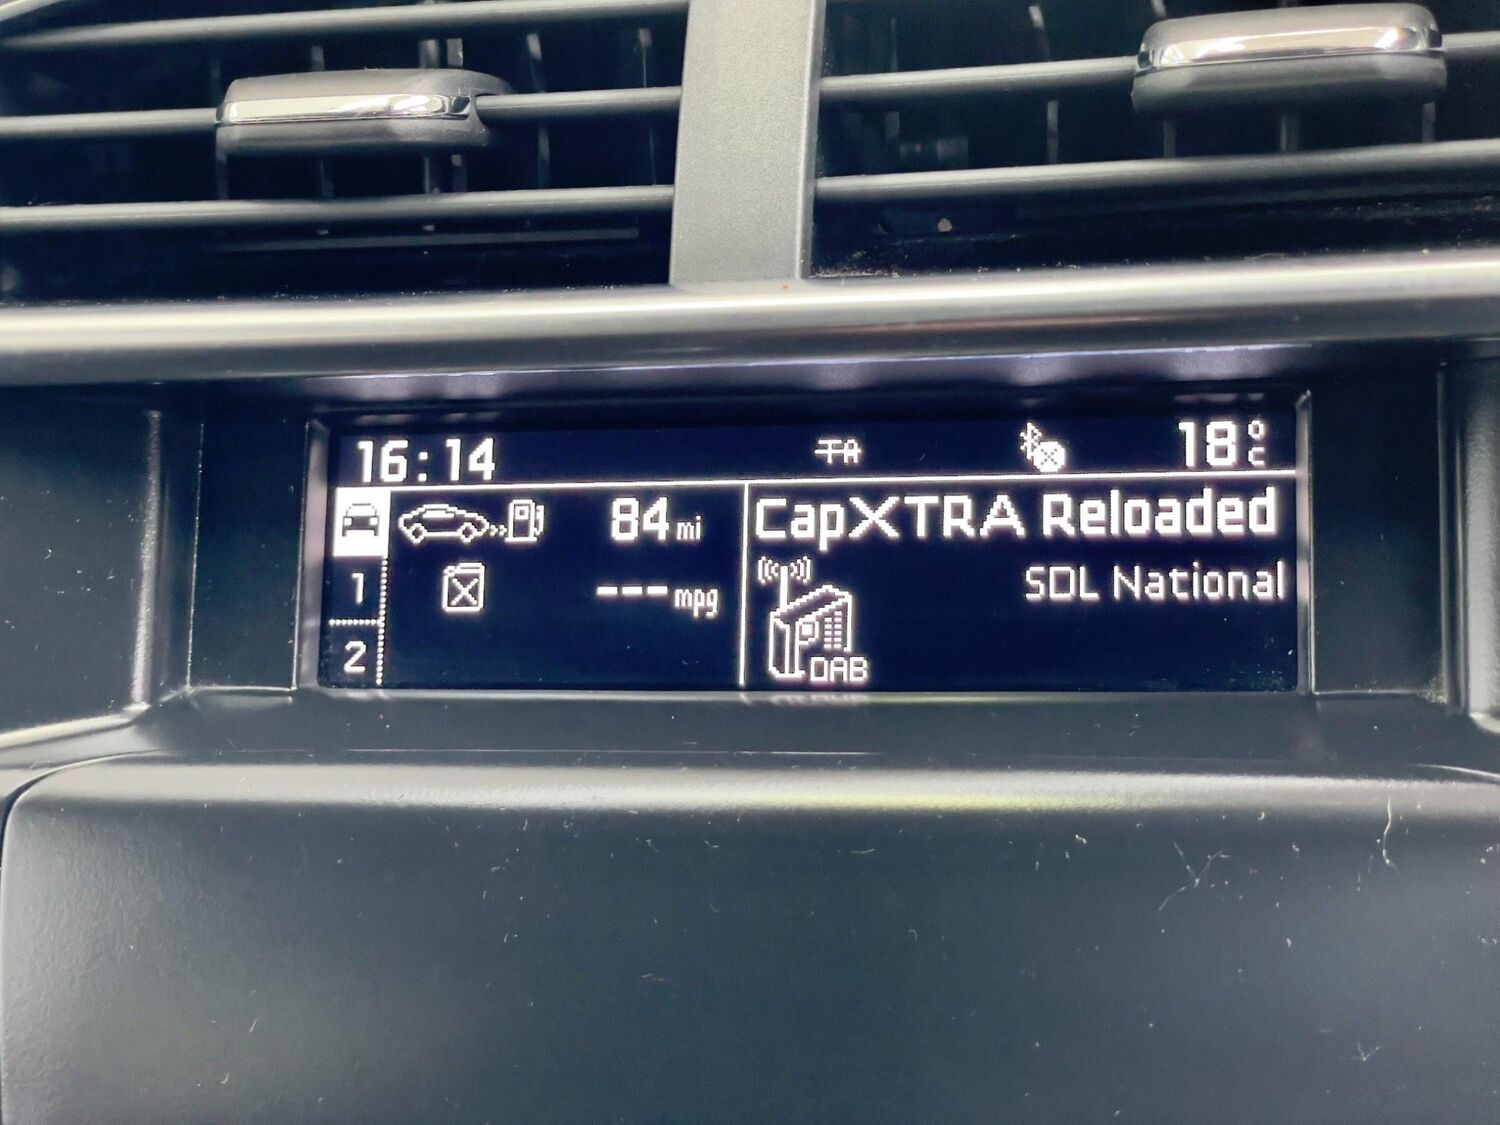 16:14 TA 18°C
84 mi
1
--- mpg
2
CapXTRA Reloaded
SDL National
DAB